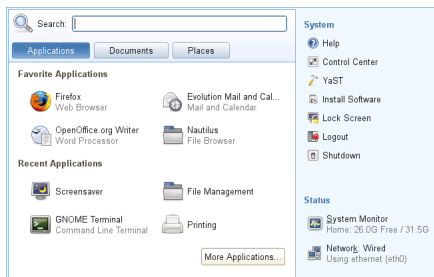 Search:
Applications
Documents
Places
Favorite Applications
Firefox
Web Browser
Evolution Mail and Cal...
Mail and Calendar
OpenOffice.org Writer
Word Processor
Nautilus
File Browser
Recent Applications
Screensaver
File Management
GNOME Terminal
Command Line Terminal
Printing
More Applications...
System
Help
Control Center
YaST
Install Software
Lock Screen
Logout
Shutdown
Status
System Monitor
Home: 26.0G Free / 31.5G
Network: Wired
Using ethernet (eth0)